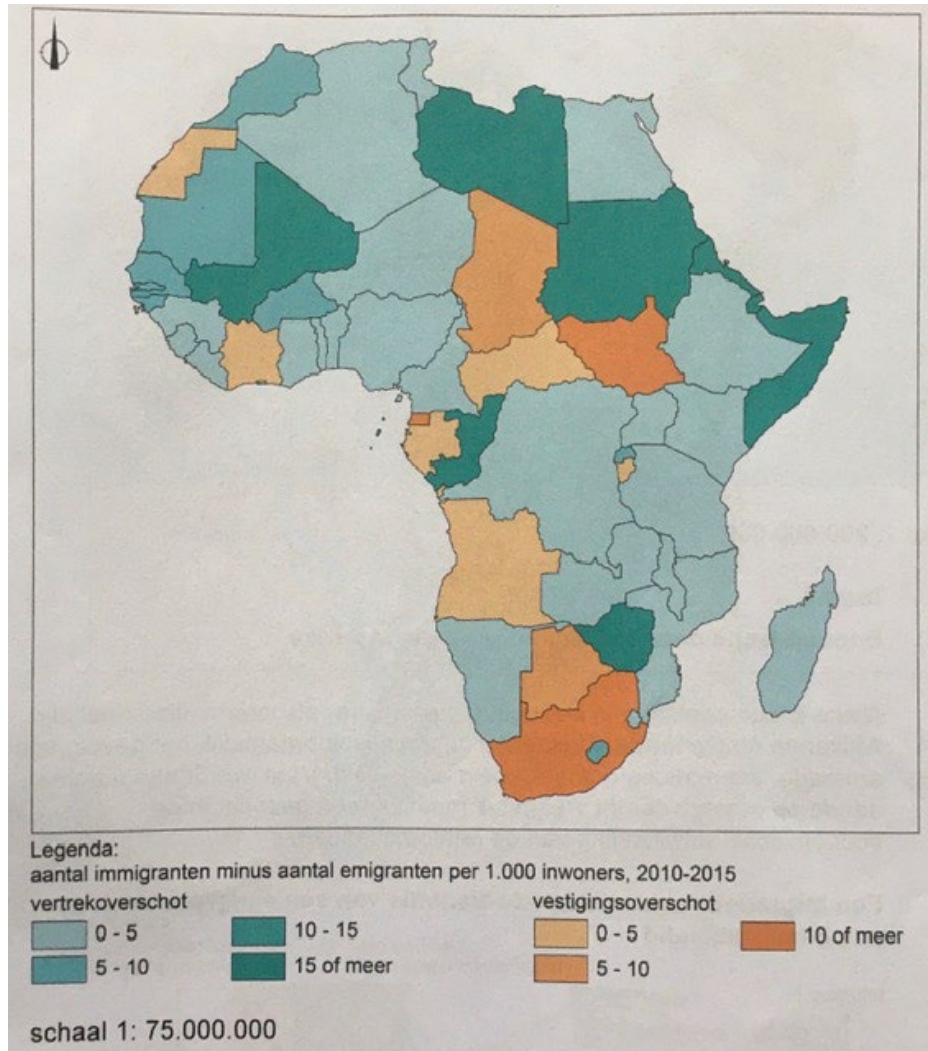 Legenda:
aantal immigranten minus aantal emigranten per 1.000 inwoners, 2010-2015
vertrekoverschot
0 - 5
5 - 10
10 - 15
15 of meer
vestigingsoverschot
0 - 5
5 - 10
10 of meer
schaal 1: 75.000.000